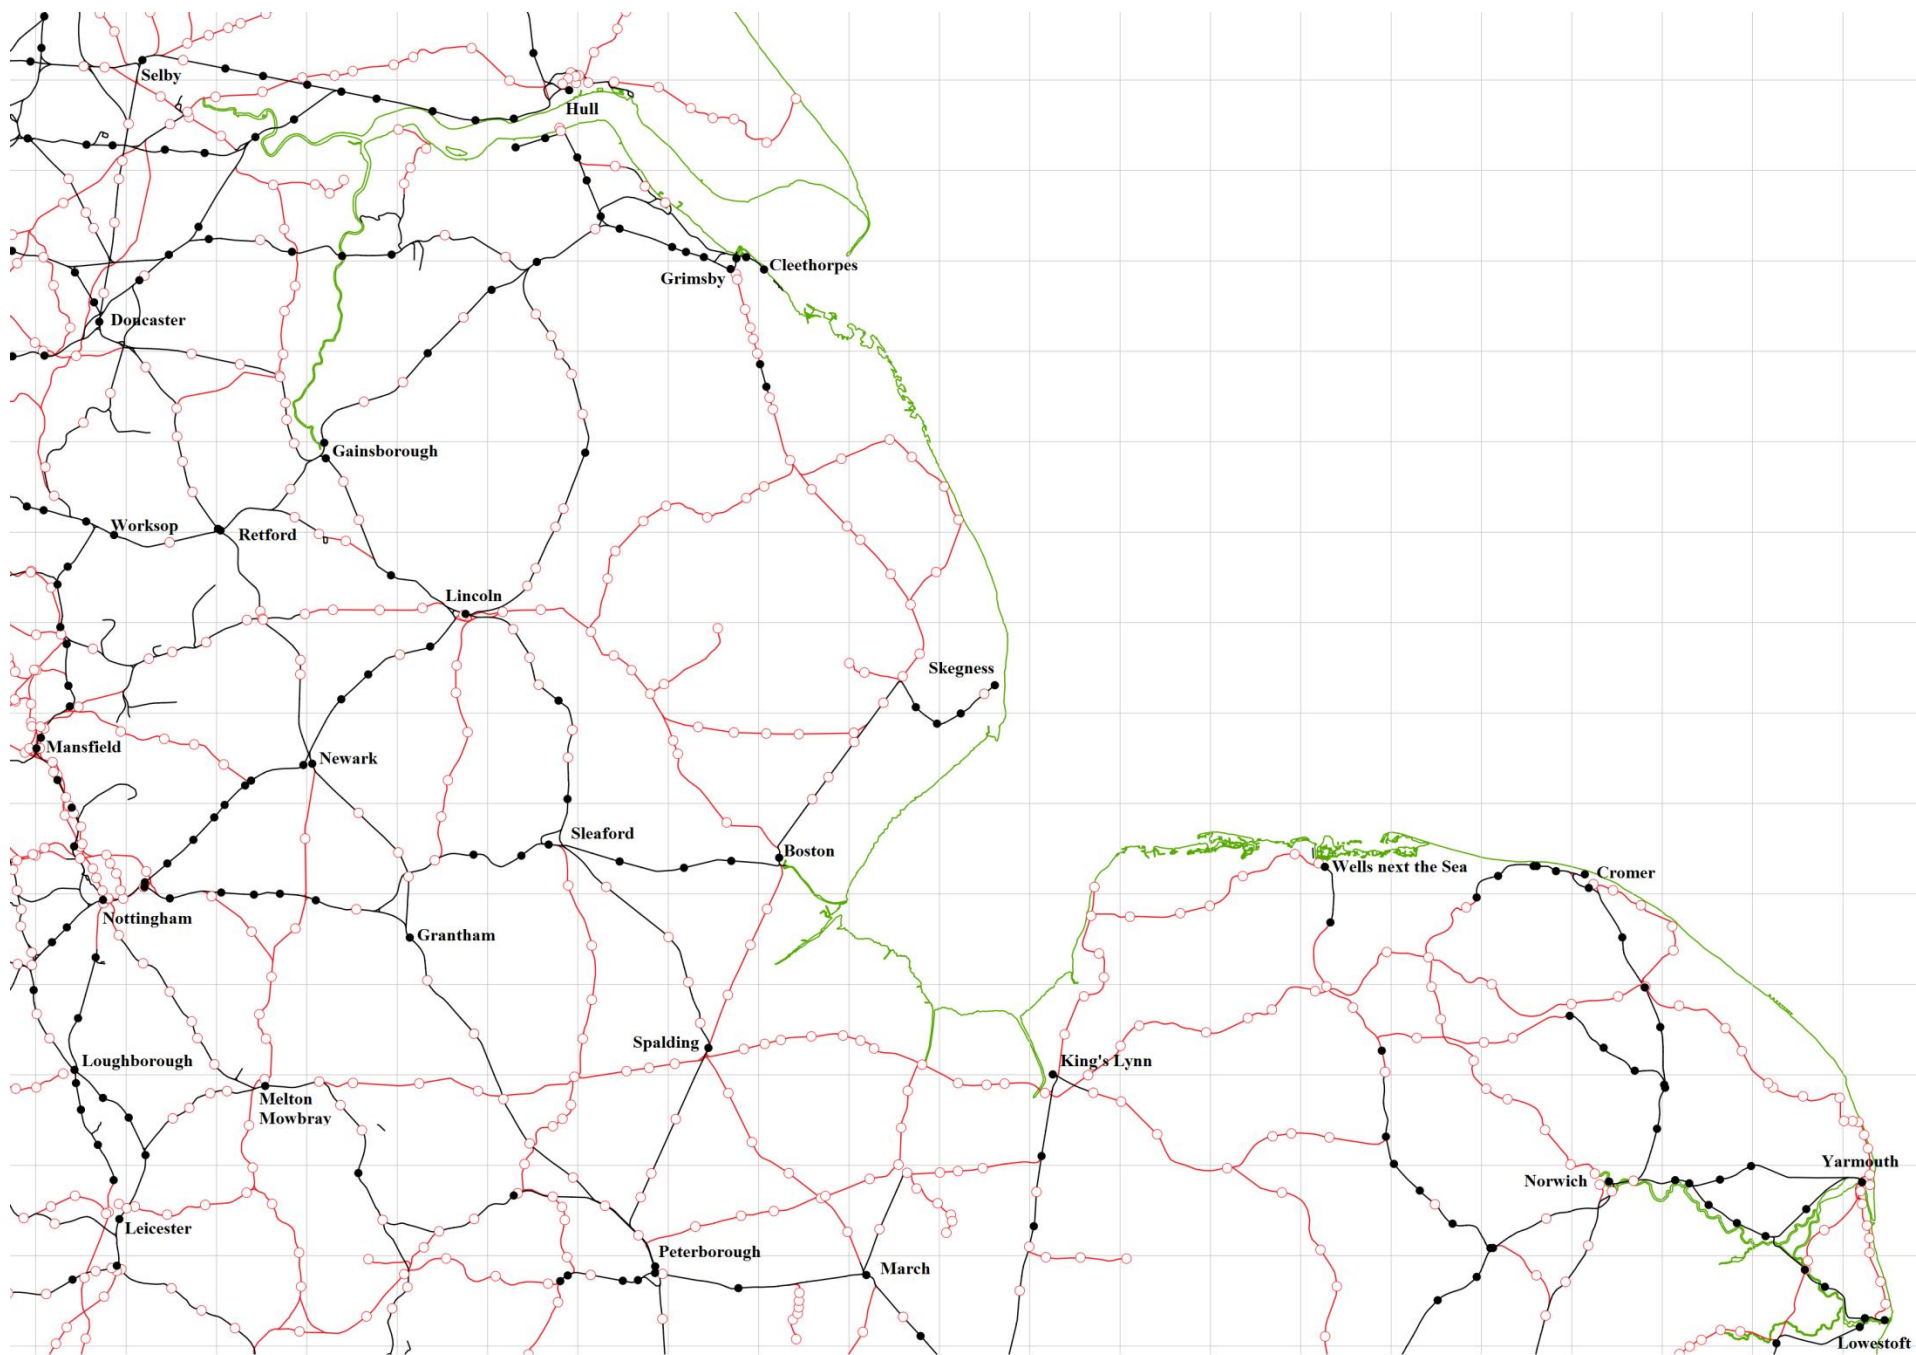 Selby
Hull
Cleethorpes
Grimsby
Doncaster
Gainsborough
Worksop
Retford
Lincoln
Skegness
Mansfield
Newark
Sleaford
Boston
Wells next the Sea
Cromer
Nottingham
Grantham
Spalding
King's Lynn
Loughborough
Melton
Mowbray
Yarmouth
Norwich
Leicester
Peterborough
March
Lowestoft